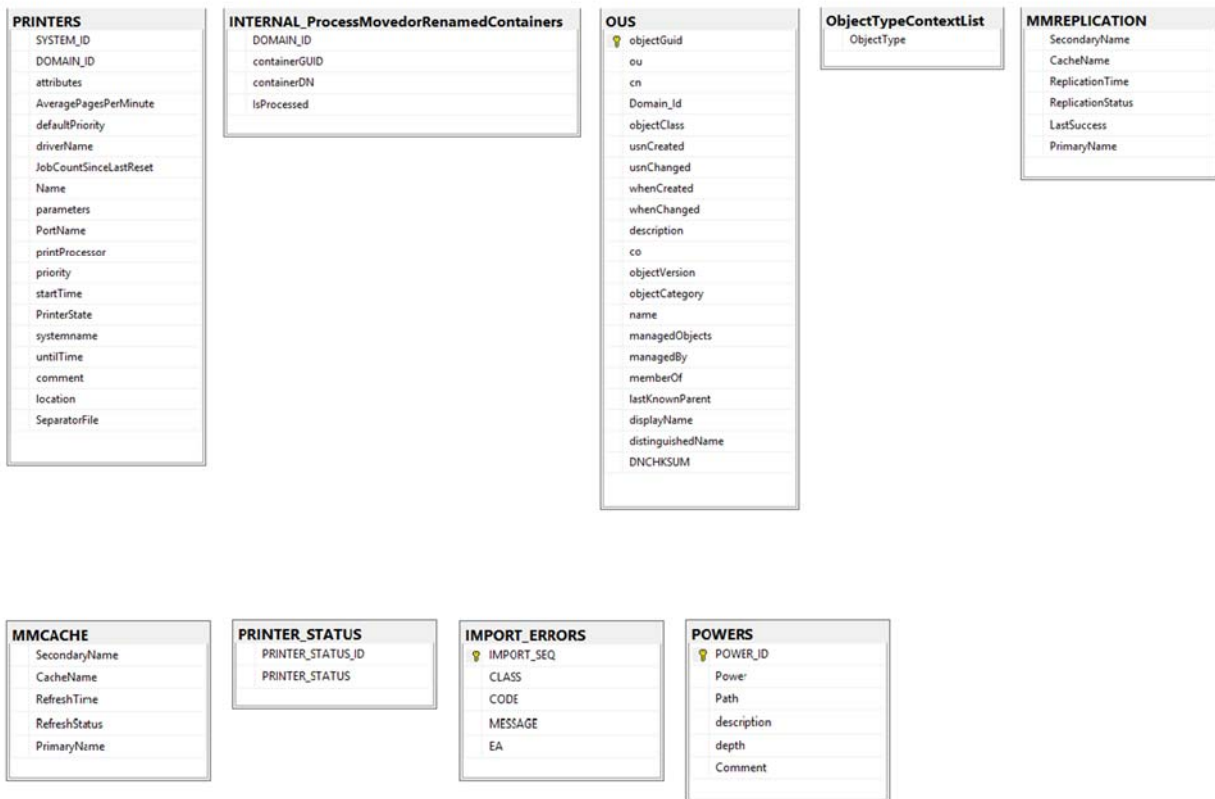 PRINTERS
SYSTEM_ID
DOMAIN_ID
attributes
AveragePagesPerMinute
defaultPriority
driverName
JobCountSinceLastReset
Name
parameters
PortName
printProcessor
priority
startTime
PrinterState
systemname
untilTime
comment
location
SeparatorFile
INTERNAL_ProcessMovedorRenamedContainers
DOMAIN_ID
containerGUID
containerDN
IsProcessed
OUS
objectGuid
ou
cn
Domain_Id
objectClass
usnCreated
usnChanged
whenCreated
whenChanged
description
co
objectVersion
objectCategory
name
managedObjects
managedBy
memberOf
lastKnownParent
displayName
distinguishedName
DNCHKSUM
ObjectTypeContextList
ObjectType
MMREPLICATION
SecondaryName
CacheName
ReplicationTime
ReplicationStatus
LastSuccess
PrimaryName
MMCACHE
SecondaryName
CacheName
RefreshTime
RefreshStatus
PrimaryName
PRINTER_STATUS
PRINTER_STATUS_ID
PRINTER_STATUS
IMPORT_ERRORS
IMPORT_SEQ
CLASS
CODE
MESSAGE
EA
POWERS
POWER_ID
Power
Path
description
depth
Comment